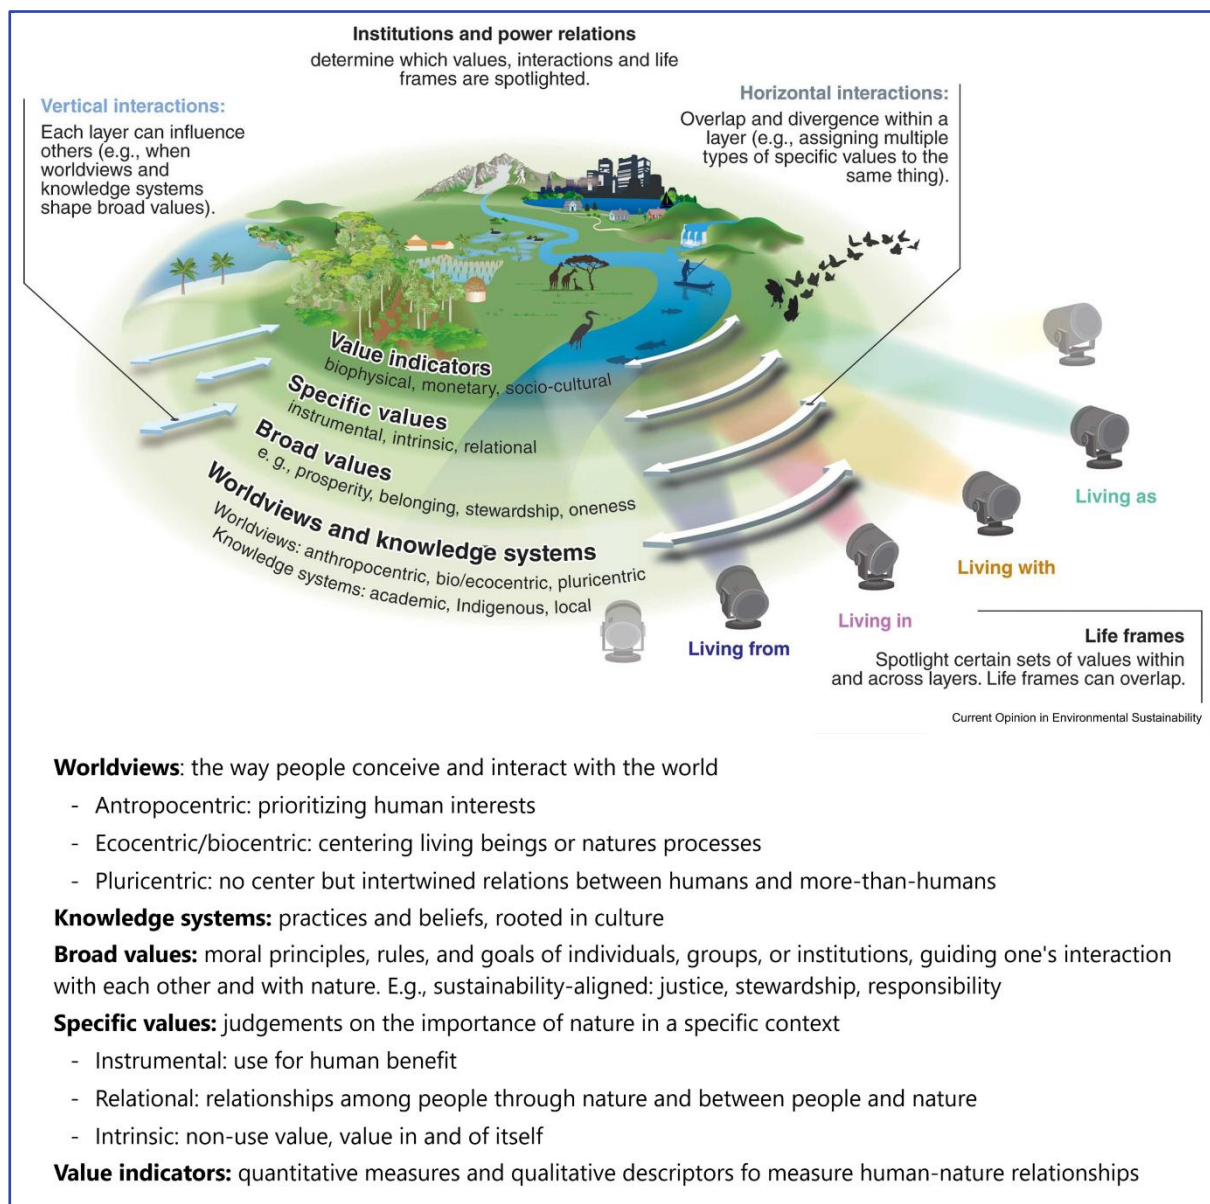 Institutions and power relations
determine which values, interactions and life
frames are spotlighted.
Vertical interactions:
Each layer can influence
others (e.g., when
worldviews and
knowledge systems
shape broad values).
Horizontal interactions:
Overlap and divergence within a
layer (e.g., assigning multiple
types of specific values to the
same thing).
Value indicators
biophysical, monetary, socio-cultural
Specific values
instrumental, intrinsic, relational
Broad values
e. g., prosperity, belonging, stewardship, oneness
Worldviews and knowledge systems
Worldviews: anthropocentric, bio/ecocentric, pluricentric
Knowledge systems: academic, Indigenous, local
Living as
Living with
Living in
Living from
Life frames
Spotlight certain sets of values within
and across layers. Life frames can overlap.
Current Opinion in Environmental Sustainability
Worldviews: the way people conceive and interact with the world
- Antropocentric: prioritizing human interests
- Ecocentric/biocentric: centering living beings or natures processes
- Pluricentric: no center but intertwined relations between humans and more-than-humans
Knowledge systems: practices and beliefs, rooted in culture
Broad values: moral principles, rules, and goals of individuals, groups, or institutions, guiding one's interaction
with each other and with nature. E.g., sustainability-aligned: justice, stewardship, responsibility
Specific values: judgements on the importance of nature in a specific context
- Instrumental: use for human benefit
- Relational: relationships among people through nature and between people and nature
- Intrinsic: non-use value, value in and of itself
Value indicators: quantitative measures and qualitative descriptors fo measure human-nature relationships